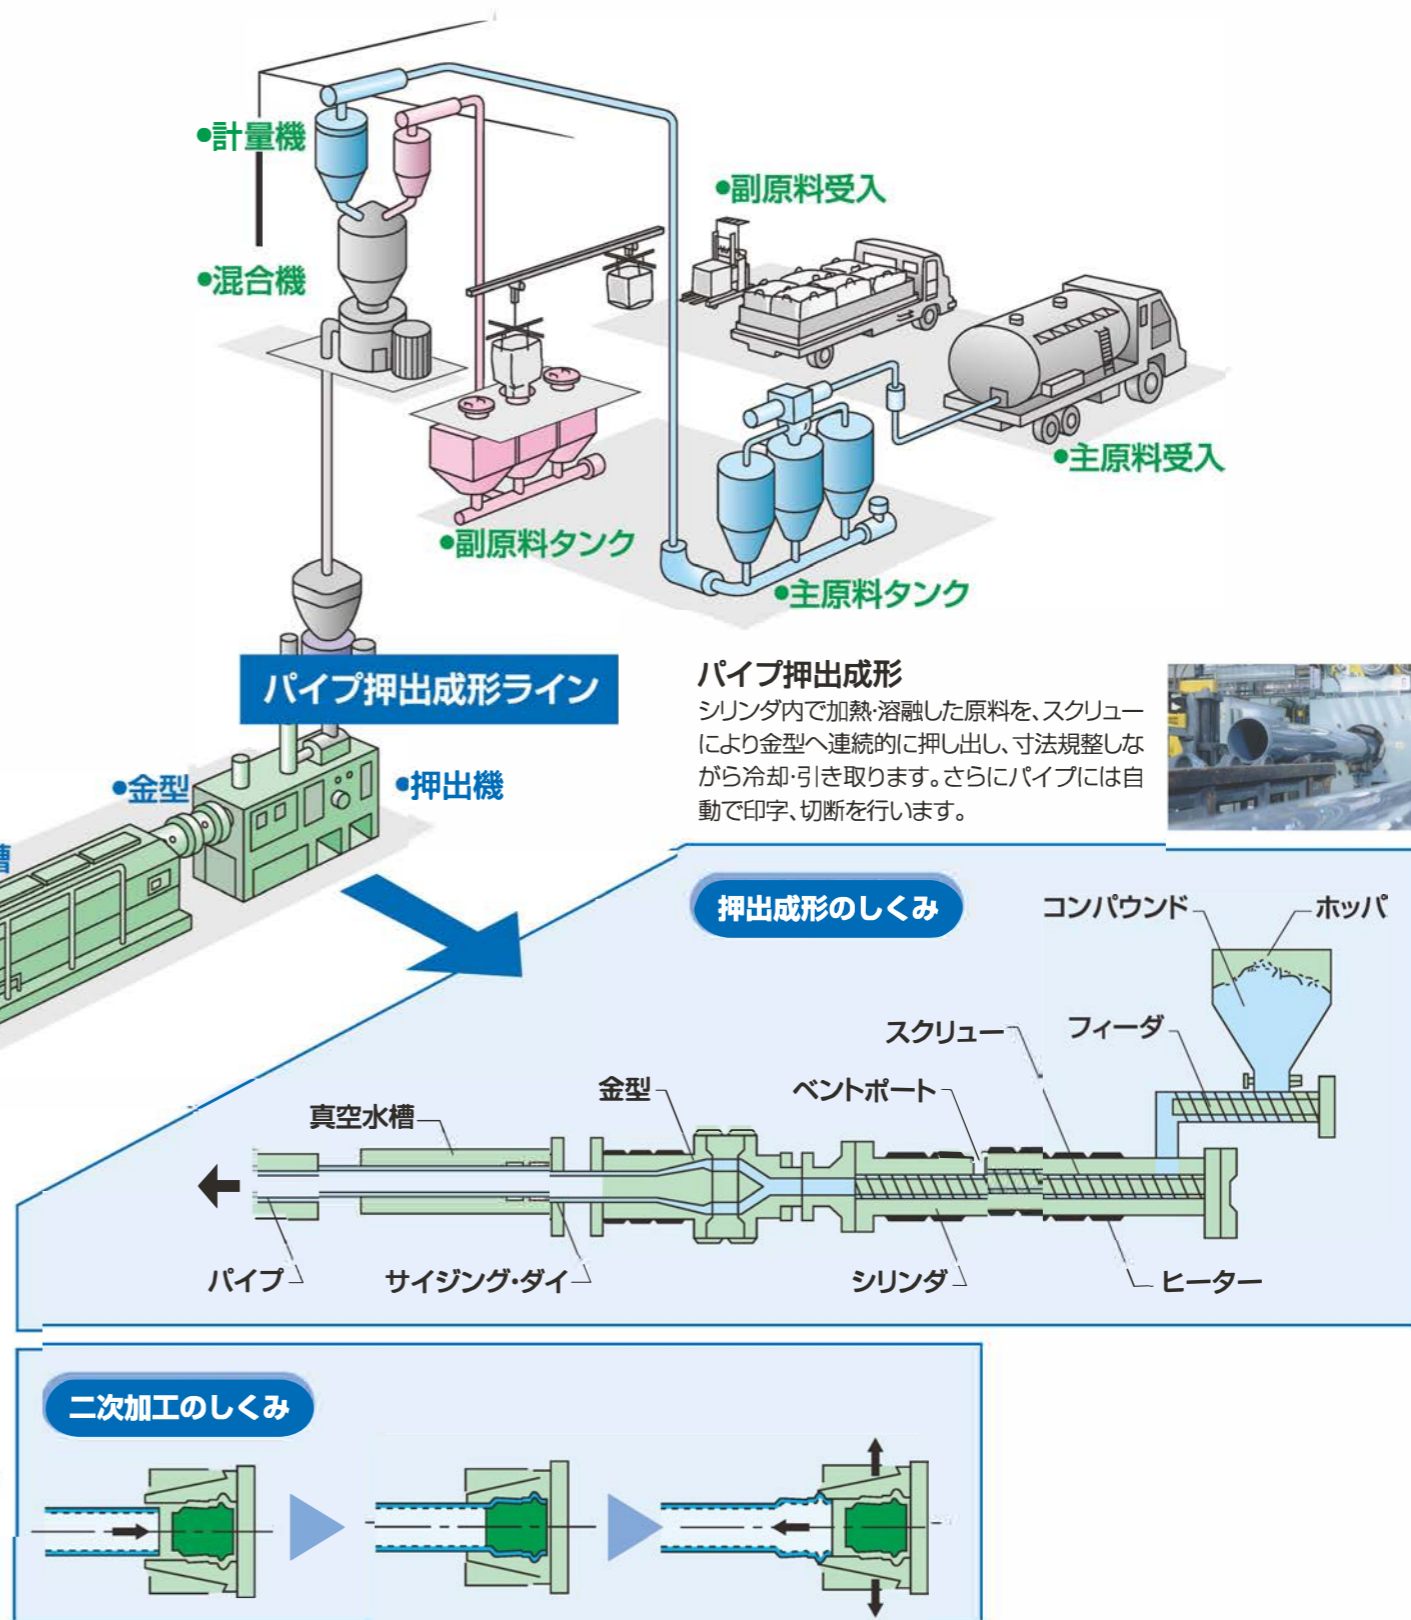 ●計量機
●副原料受入
●混合機
●主原料受入
●副原料タンク
●主原料タンク
パイプ押出成形ライン
●金型
●押出機
槽
パイプ押出成形
シリンダ内で加熱・溶融した原料を、スクリュー
により金型へ連続的に押し出し、寸法規整しな
がら冷却・引き取ります。さらにパイプには自
動で印字、切断を行います。
押出成形のしくみ
コンパウンド
ホッパ
スクリュー
フィーダ
金型
ベントポート
真空水槽
パイプ
サイジング・ダイ
シリンダ
ヒーター
二次加工のしくみ